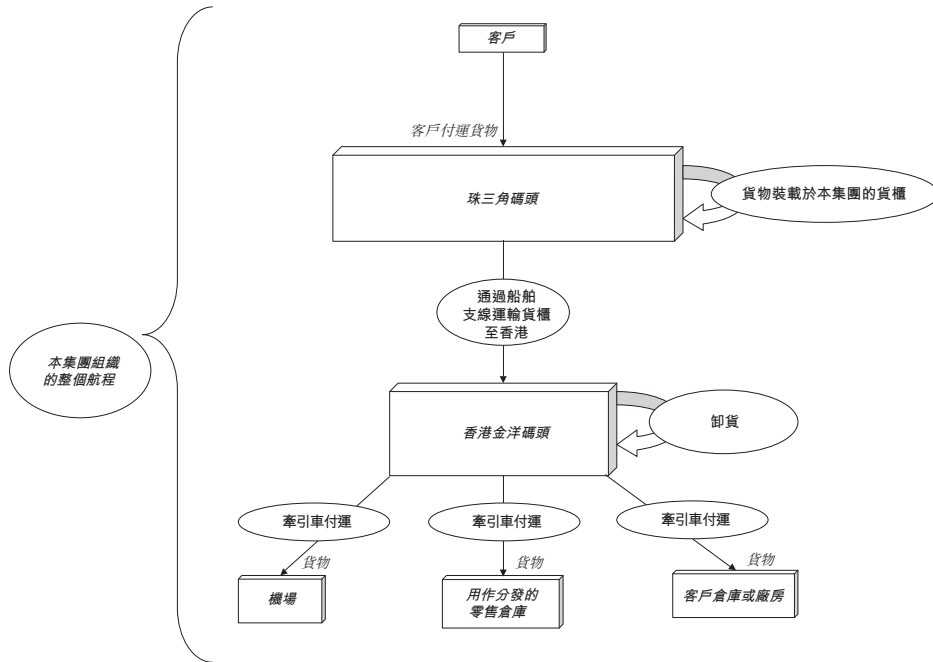 客戶
客戶付運貨物
珠三角碼頭
貨物裝載於本集團的貨櫃
通過船舶
支線運輸貨櫃
至香港
本集團組織
的整個航程
香港金洋碼頭
卸貨
牽引車付運
牽引車付運
牽引車付運
貨物
貨物
貨物
機場
用作分發的
零售倉庫
客戶倉庫或廠房